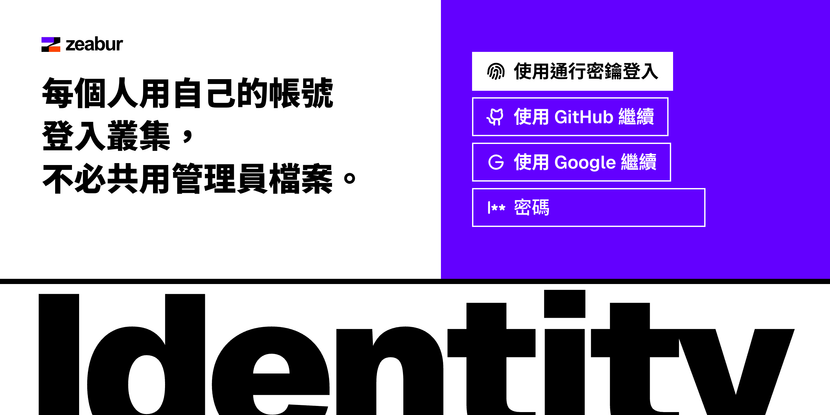 zeabur
每個人用自己的帳號
登入叢集，
不必共用管理員檔案。
使用通行密鑰登入
使用 GitHub 繼續
使用 Google 繼續
密碼
Identity